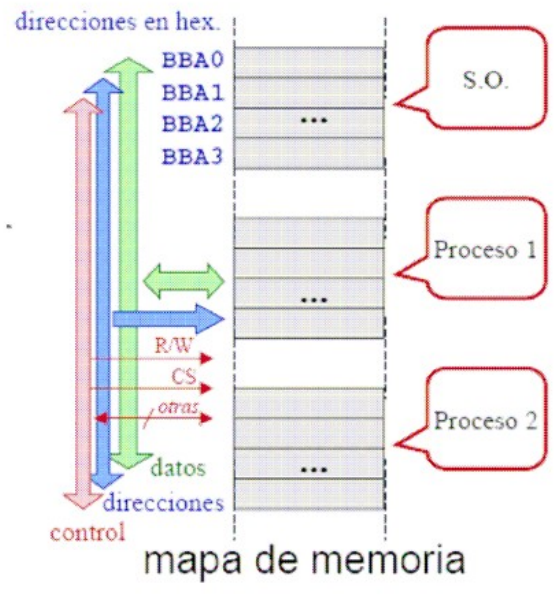 direcciones en hex.
BBA0
BBA1
BBA2
BBA3
...
S.O.
Proceso 1
...
R/W
CS
otras
Proceso 2
...
datos
direcciones
control
mapa de memoria